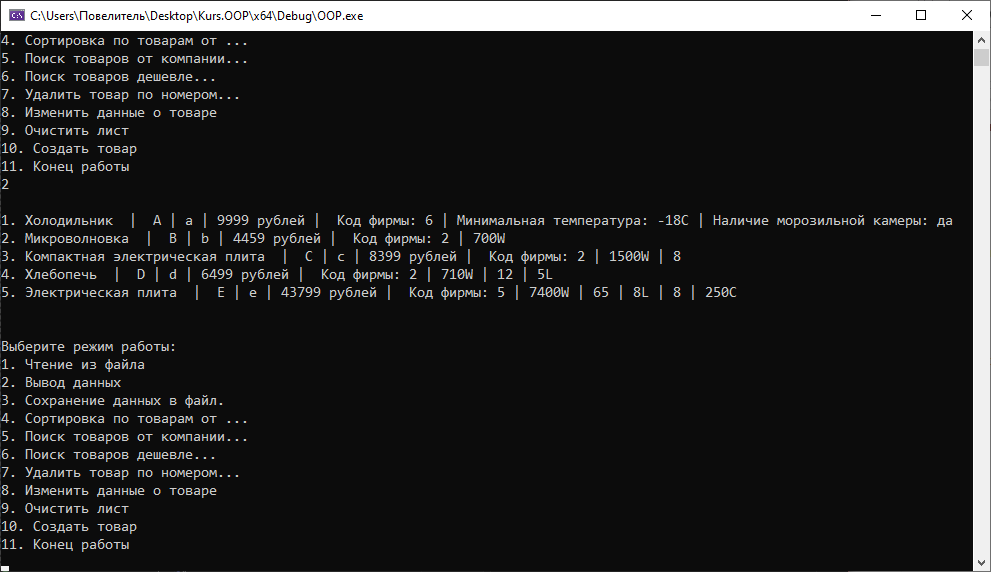 C:\Users\Повелитель\Desktop\Kurs.OOP\x64\Debug\OOP.exe
4. Сортировка по товарам от ...
5. Поиск товаров от компании...
6. Поиск товаров дешевле...
7. Удалить товар по номером...
8. Изменить данные о товаре
9. Очистить лист
10. Создать товар
11. Конец работы
2
1. Холодильник  |  A | a | 9999 рублей |  Код фирмы: 6 | Минимальная температура: -18C | Наличие морозильной камеры: да
2. Микроволновка  |  B | b | 4459 рублей |  Код фирмы: 2 | 700W
3. Компактная электрическая плита  |  C | c | 8399 рублей |  Код фирмы: 2 | 1500W | 8
4. Хлебопечь  |  D | d | 6499 рублей |  Код фирмы: 2 | 710W | 12 | 5L
5. Электрическая плита  |  E | e | 43799 рублей |  Код фирмы: 5 | 7400W | 65 | 8L | 8 | 250C
Выберите режим работы:
1. Чтение из файла
2. Вывод данных
3. Сохранение данных в файл.
4. Сортировка по товарам от ...
5. Поиск товаров от компании...
6. Поиск товаров дешевле...
7. Удалить товар по номером...
8. Изменить данные о товаре
9. Очистить лист
10. Создать товар
11. Конец работы